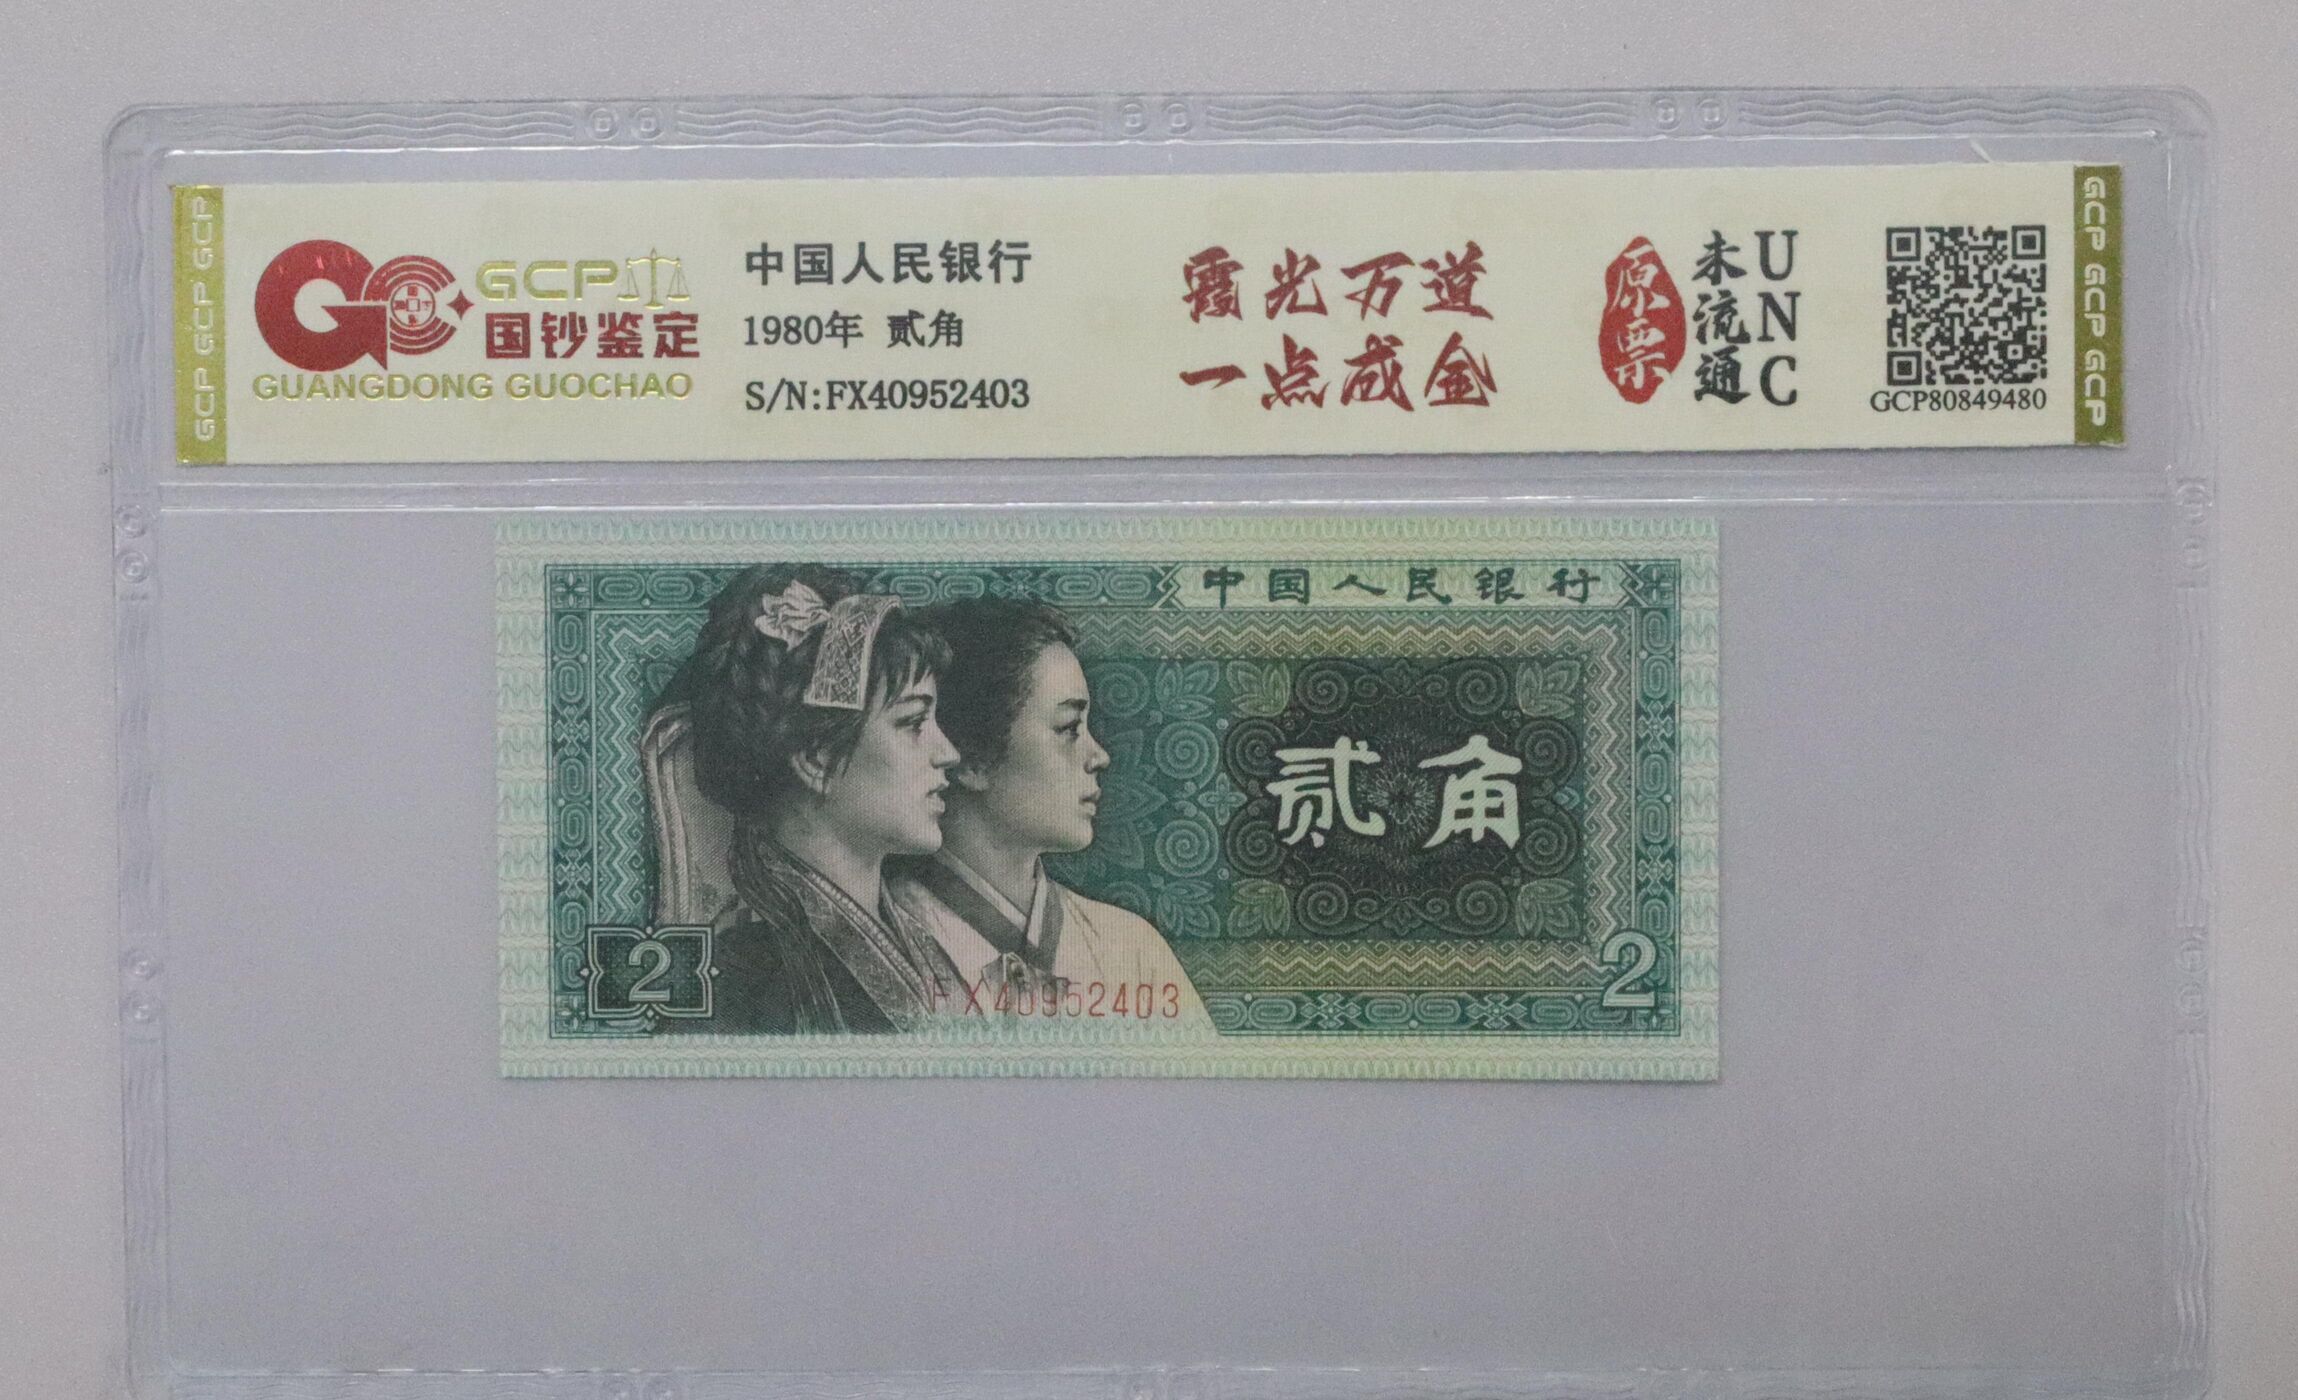 GCP GCP GCP
GCP
国钞鉴定
GUANGDONG GUOCHAO
中国人民银行
1980年 贰角
S/N:FX40952403
霞光万道
一点成金
原票
未流通
UNC
GCP80849480
GCP GCP GCP
中国人民银行
贰角
2
2
FX40952403